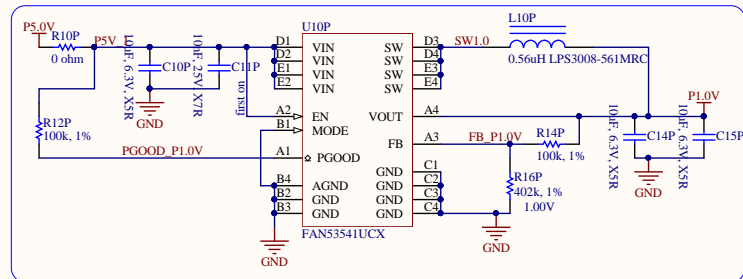 P5.0V
R10P
0 ohm
P5V
10uF, 6.3V, X5R
C10P
10nF, 25V, X7R
C11P
GND
first on
R12P
100k, 1%
PGOOD_P1.0V
U10P
D1 VIN SW D3
D2 VIN SW D4
E1 VIN SW E3
E2 VIN SW E4
A2 EN VOUT A4
B1 MODE
FB A3
A1 PGOOD
GND C1
B4 AGND GND C2
B2 GND GND C3
B3 GND GND C4
FAN53541UCX
GND
SW1.0
L10P
0.56uH LPS3008-561MRC
P1.0V
FB_P1.0V
R14P
100k, 1%
R16P
402k, 1%
1.00V
GND
10uF, 6.3V, X5R
C14P
10uF, 6.3V, X5R
C15P
GND